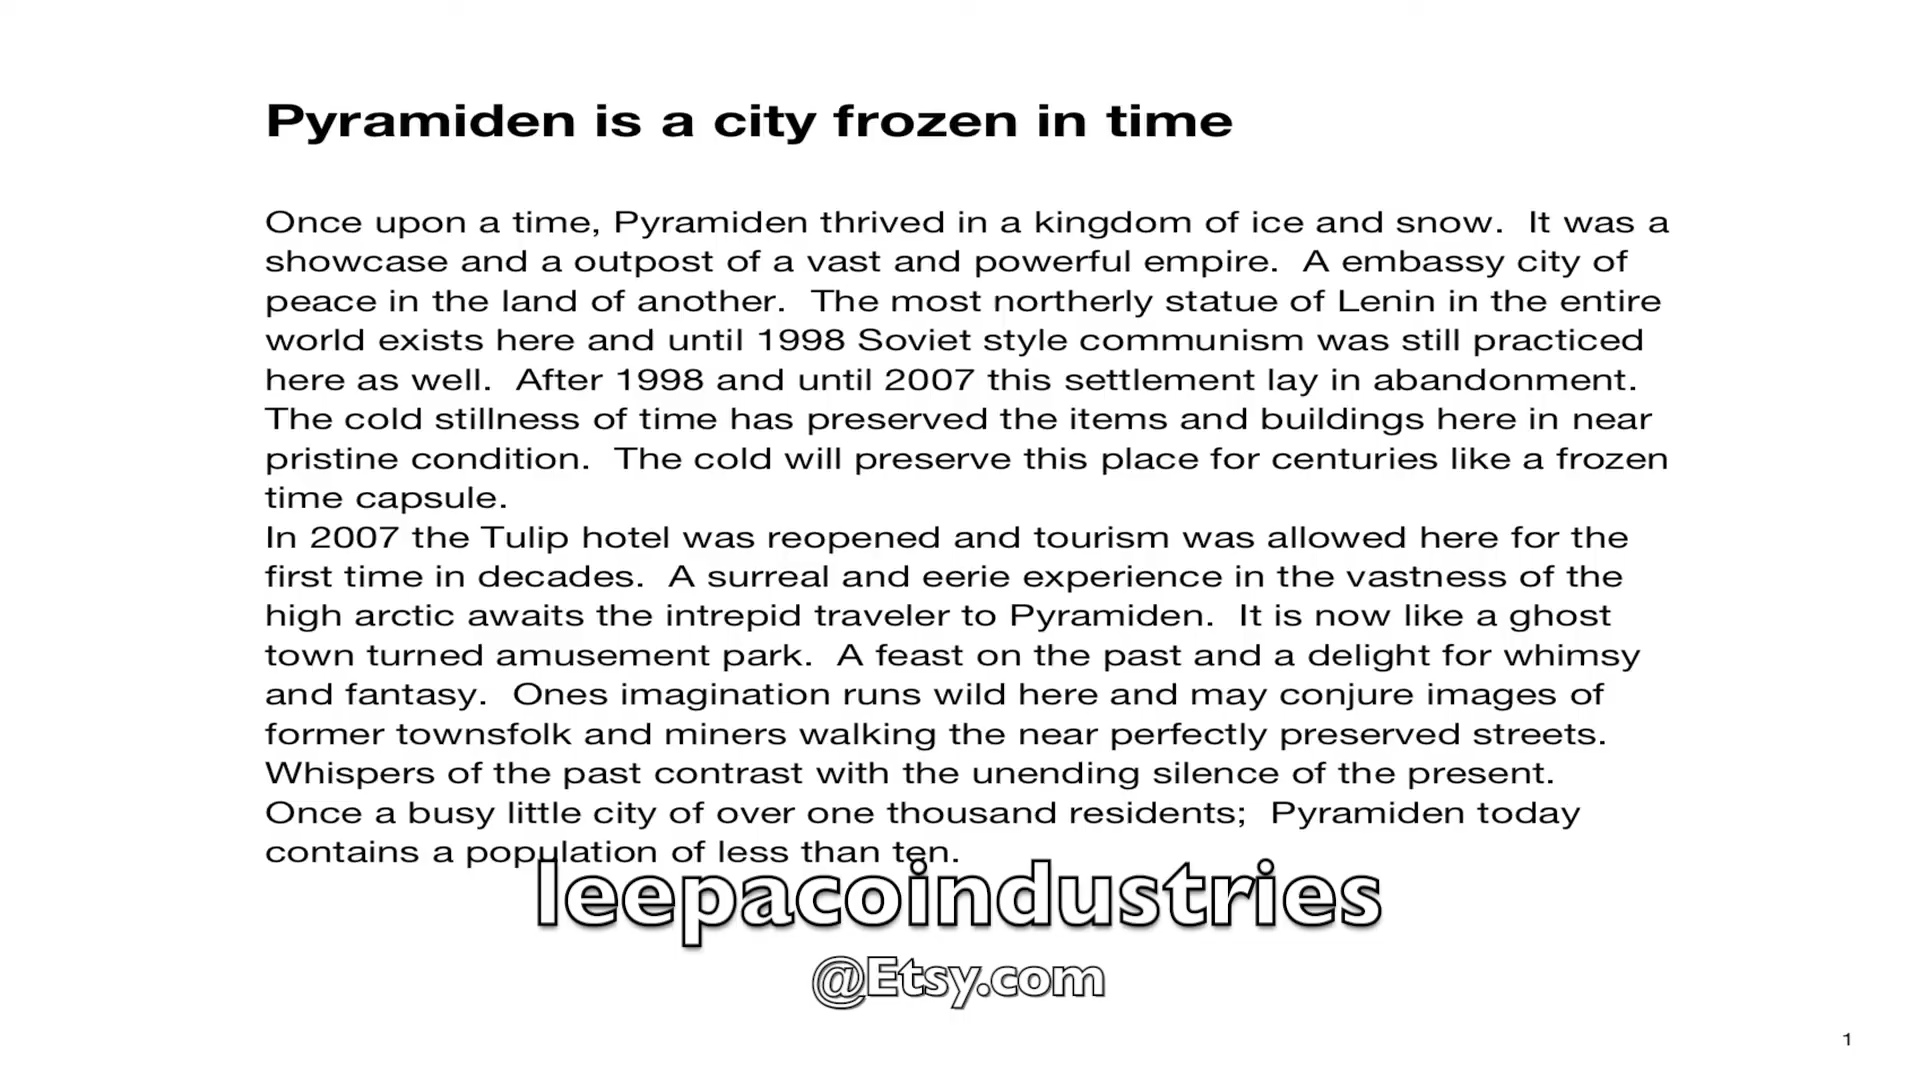 Pyramiden is a city frozen in time
Once upon a time, Pyramiden thrived in a kingdom of ice and snow.  It was a
showcase and a outpost of a vast and powerful empire.  A embassy city of
peace in the land of another.  The most northerly statue of Lenin in the entire
world exists here and until 1998 Soviet style communism was still practiced
here as well.  After 1998 and until 2007 this settlement lay in abandonment.
The cold stillness of time has preserved the items and buildings here in near
pristine condition.  The cold will preserve this place for centuries like a frozen
time capsule.
In 2007 the Tulip hotel was reopened and tourism was allowed here for the
first time in decades.  A surreal and eerie experience in the vastness of the
high arctic awaits the intrepid traveler to Pyramiden.  It is now like a ghost
town turned amusement park.  A feast on the past and a delight for whimsy
and fantasy.  Ones imagination runs wild here and may conjure images of
former townsfolk and miners walking the near perfectly preserved streets.
Whispers of the past contrast with the unending silence of the present.
Once a busy little city of over one thousand residents;  Pyramiden today
contains a population of less than ten.
leepacoindustries
@Etsy.com
1